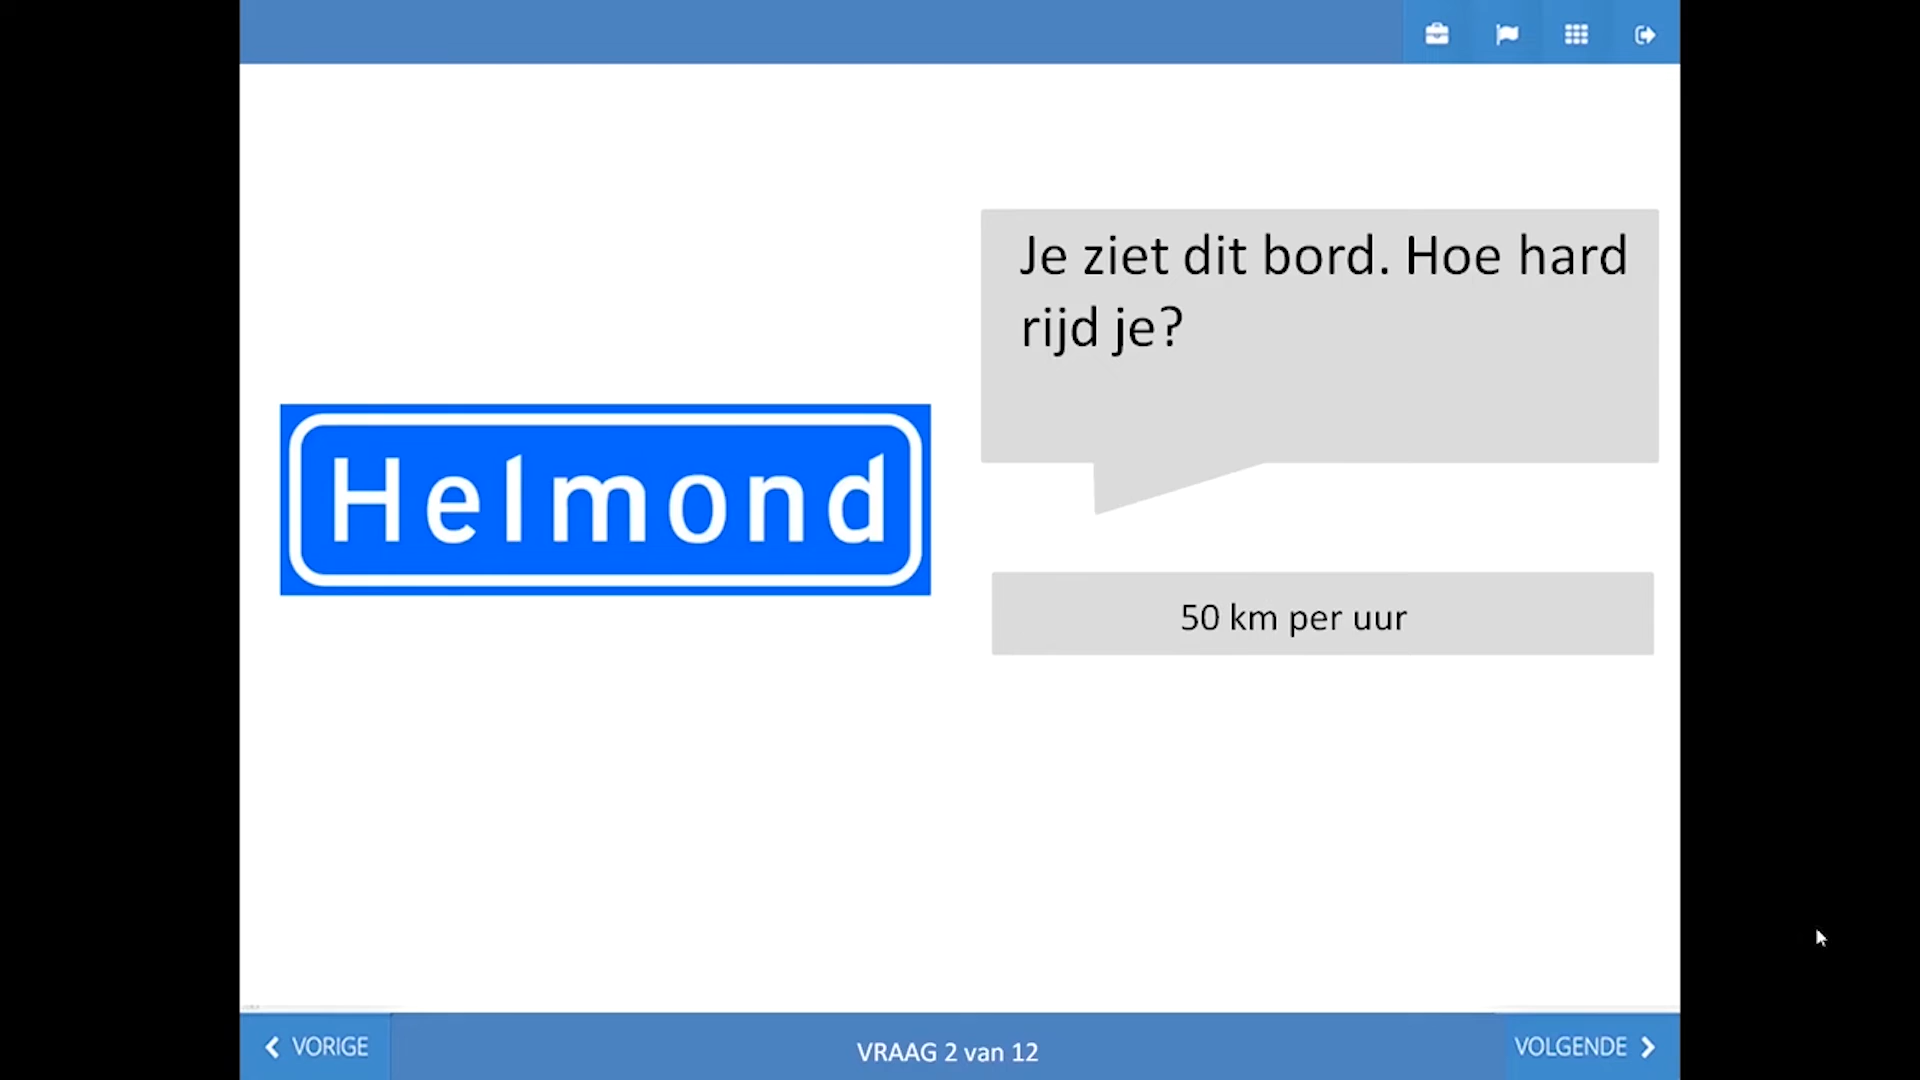 Je ziet dit bord. Hoe hard
rijd je?
Helmond
50 km per uur
VORIGE
VRAAG 2 van 12
VOLGENDE